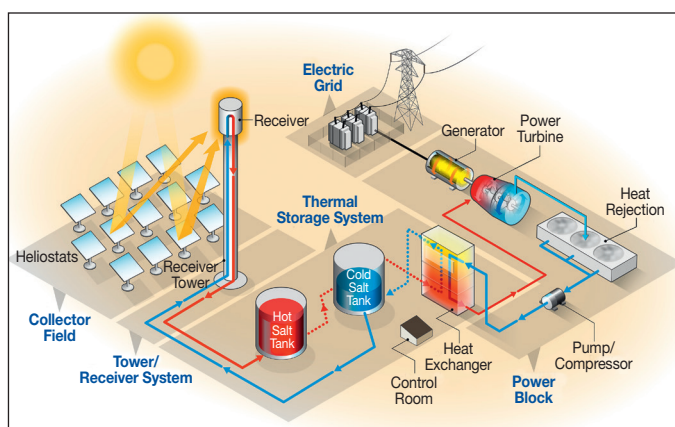 Electric
Grid
Receiver
Generator
Power
Turbine
Heat
Rejection
Thermal
Storage System
Heliostats
Receiver
Tower
Cold
Salt
Tank
Hot
Salt
Tank
Collector
Field
Tower/
Receiver System
Control
Room
Heat
Exchanger
Pump/
Compressor
Power
Block